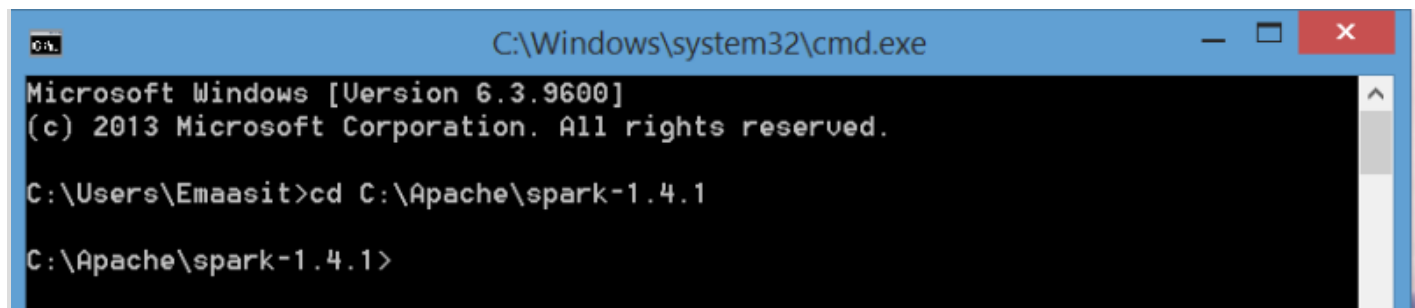 C:\Windows\system32\cmd.exe
Microsoft Windows [Version 6.3.9600]
(c) 2013 Microsoft Corporation. All rights reserved.
C:\Users\Emaasit>cd C:\Apache\spark-1.4.1
C:\Apache\spark-1.4.1>